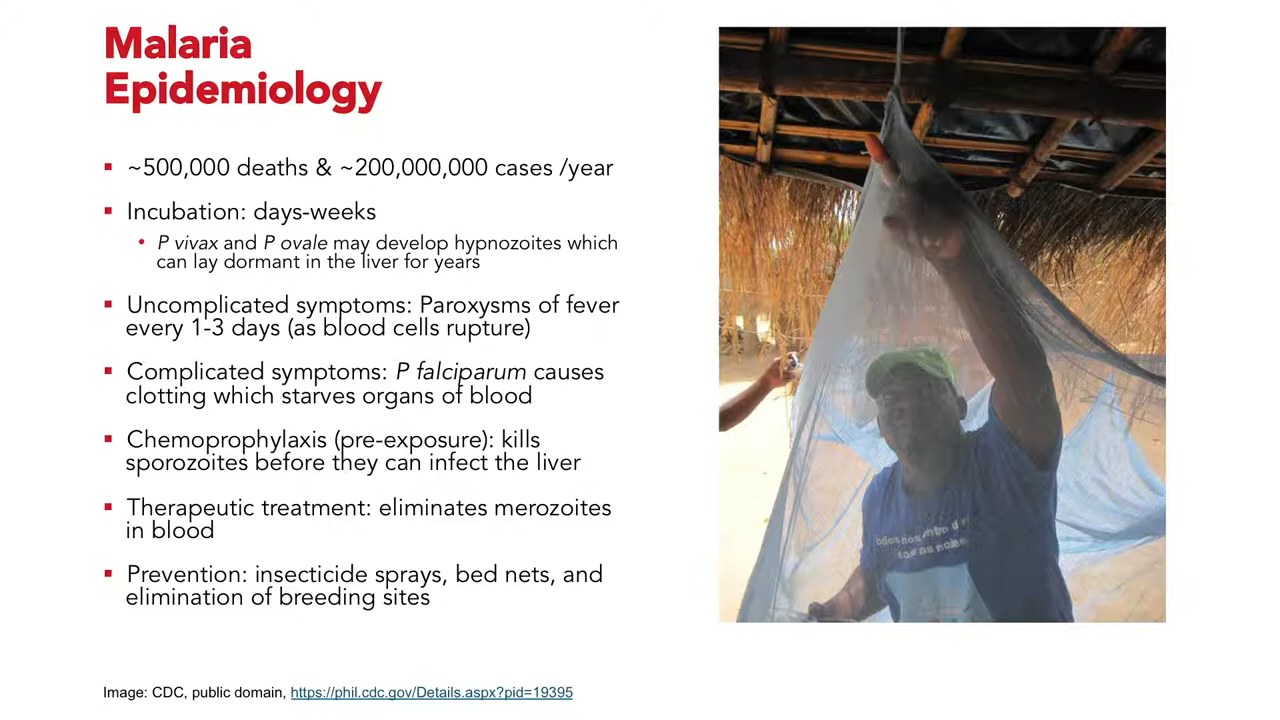 Malaria
Epidemiology
▪ ~500,000 deaths & ~200,000,000 cases /year
▪ Incubation: days-weeks
• P vivax and P ovale may develop hypnozoites which
can lay dormant in the liver for years
▪ Uncomplicated symptoms: Paroxysms of fever
every 1-3 days (as blood cells rupture)
▪ Complicated symptoms: P falciparum causes
clotting which starves organs of blood
▪ Chemoprophylaxis (pre-exposure): kills
sporozoites before they can infect the liver
▪ Therapeutic treatment: eliminates merozoites
in blood
▪ Prevention: insecticide sprays, bed nets, and
elimination of breeding sites
Image: CDC, public domain, https://phil.cdc.gov/Details.aspx?pid=19395